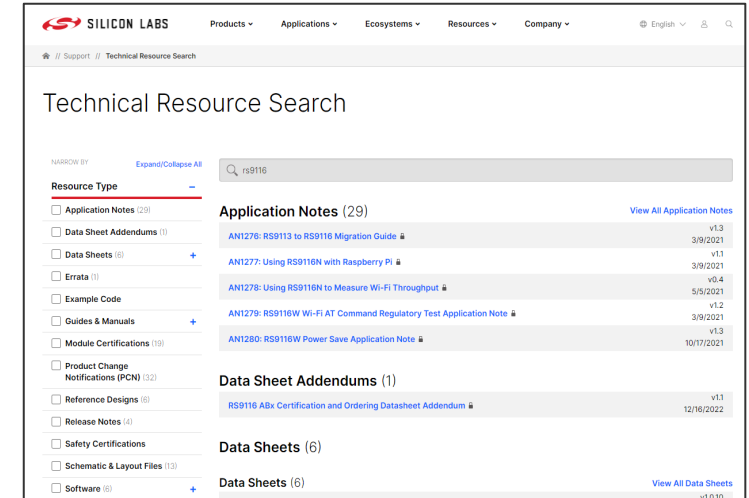 SILICON LABS
Products
Applications
Ecosystems
Resources
Company
English
// Support // Technical Resource Search
Technical Resource Search
NARROW BY
Expand/Collapse All
Resource Type –
Application Notes (29)
Data Sheet Addendums (1)
Data Sheets (6) +
Errata (1)
Example Code
Guides & Manuals +
Module Certifications (19)
Product Change
Notifications (PCN) (32)
Reference Designs (6)
Release Notes (4)
Safety Certifications
Schematic & Layout Files (13)
Software (6) +
rs9116
Application Notes (29)
View All Application Notes
AN1276: RS9113 to RS9116 Migration Guide
v1.3
3/9/2021
AN1277: Using RS9116N with Raspberry Pi
v1.1
3/9/2021
AN1278: Using RS9116N to Measure Wi-Fi Throughput
v0.4
5/5/2021
AN1279: RS9116W Wi-Fi AT Command Regulatory Test Application Note
v1.2
3/9/2021
AN1280: RS9116W Power Save Application Note
v1.3
10/17/2021
Data Sheet Addendums (1)
RS9116 ABx Certification and Ordering Datasheet Addendum
v1.1
12/16/2022
Data Sheets (6)
Data Sheets (6)
View All Data Sheets
v1.0.10